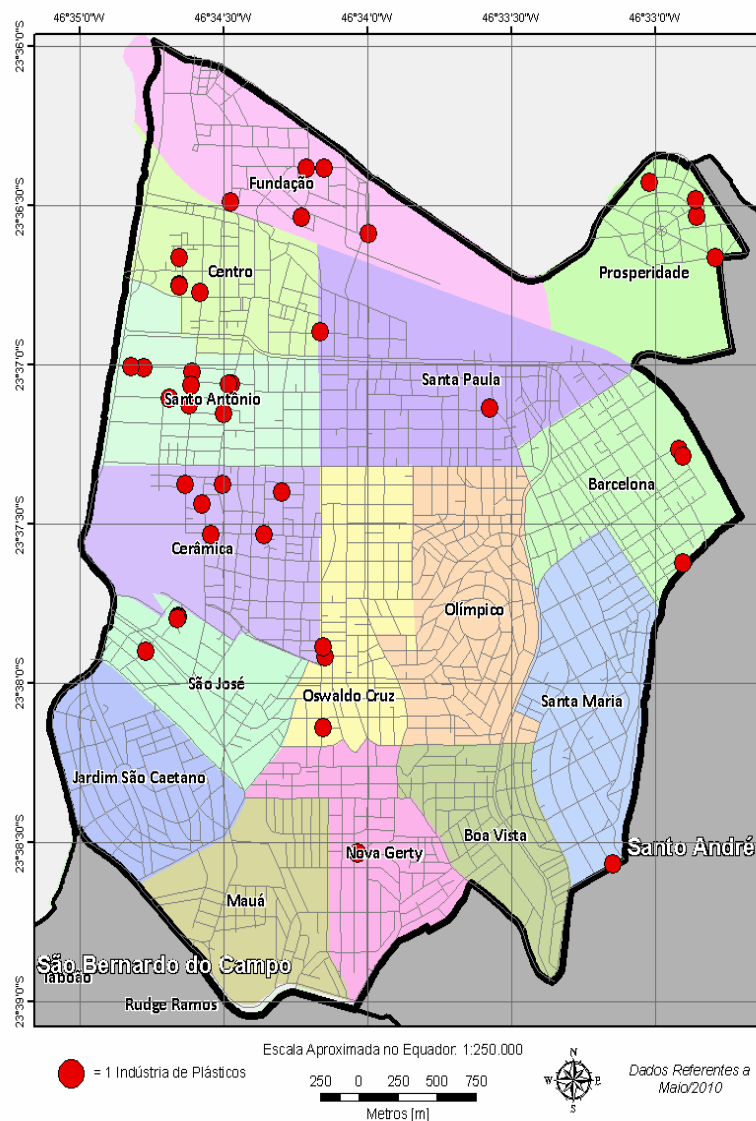 46°35'0"W 46°34'30"W 46°34'0"W 46°33'30"W 46°33'0"W
23°36'0"S
23°36'30"S
23°37'0"S
23°37'30"S
23°38'0"S
23°38'30"S
23°39'0"S
Fundação
Prosperidade
Centro
Santa Paula
Santo Antônio
Barcelona
Cerâmica
Olímpico
São José
Oswaldo Cruz
Santa Maria
Jardim São Caetano
Boa Vista
Santo André
Nova Gerty
Mauá
São Bernardo do Campo
Taboão
Rudge Ramos
Escala Aproximada no Equador: 1:250.000
= 1 Indústria de Plásticos
250 0 250 500 750
Metros [m]
N
W E
S
Dados Referentes a
Maio/2010